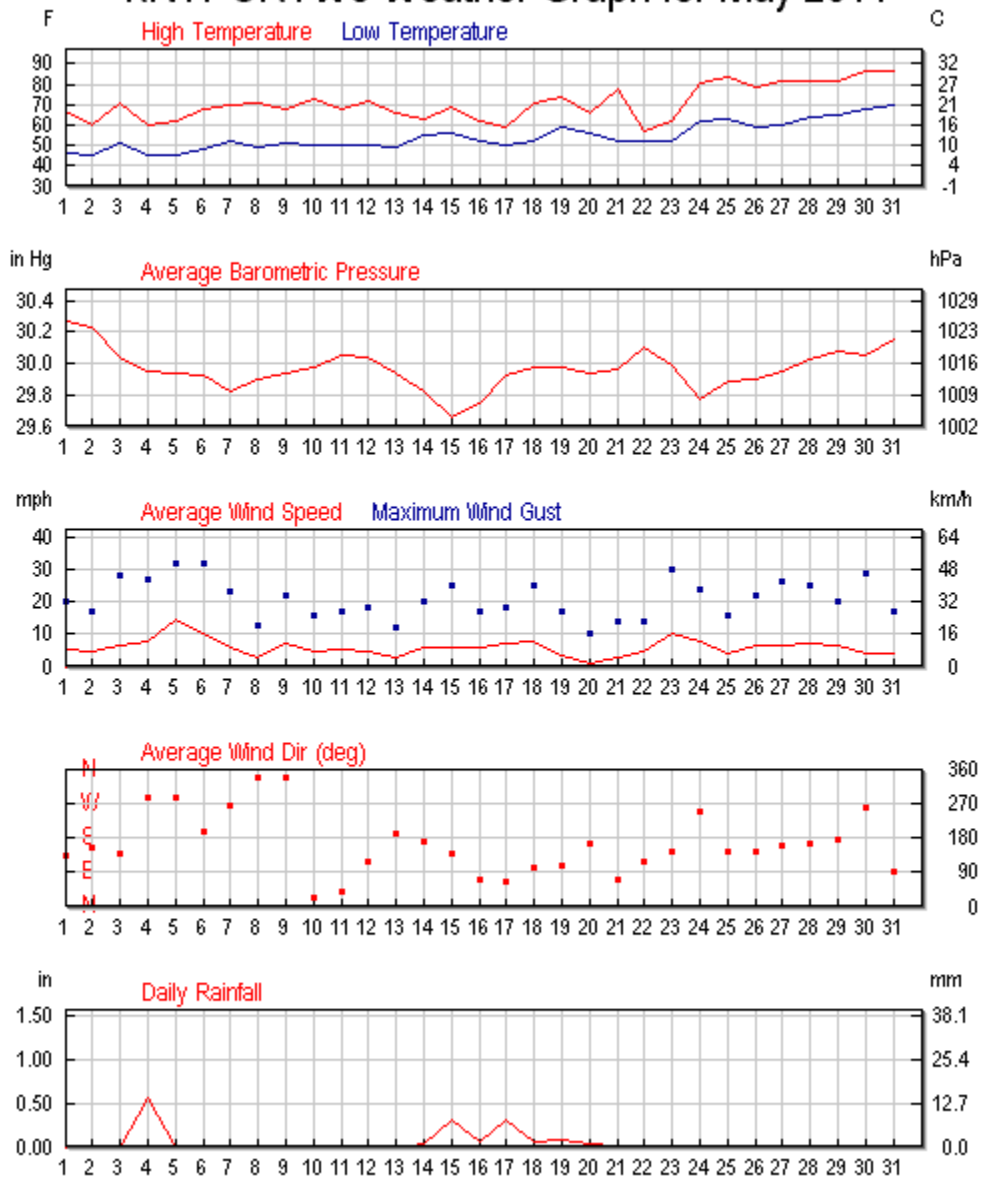 Weather Graph for May
F
High Temperature Low Temperature
C
90 32
80 27
70 21
60 16
50 10
40 4
30 -1
1 2 3 4 5 6 7 8 9 10 11 12 13 14 15 16 17 18 19 20 21 22 23 24 25 26 27 28 29 30 31
in Hg
Average Barometric Pressure
hPa
30.4 1029
30.2 1023
30.0 1016
29.8 1009
29.6 1002
1 2 3 4 5 6 7 8 9 10 11 12 13 14 15 16 17 18 19 20 21 22 23 24 25 26 27 28 29 30 31
mph
Average Wind Speed Maximum Wind Gust
km/h
40 64
30 48
20 32
10 16
0 0
1 2 3 4 5 6 7 8 9 10 11 12 13 14 15 16 17 18 19 20 21 22 23 24 25 26 27 28 29 30 31
Average Wind Dir (deg)
N 360
W 270
S 180
E 90
N 0
1 2 3 4 5 6 7 8 9 10 11 12 13 14 15 16 17 18 19 20 21 22 23 24 25 26 27 28 29 30 31
in
Daily Rainfall
mm
1.50 38.1
1.00 25.4
0.50 12.7
0.00 0.0
1 2 3 4 5 6 7 8 9 10 11 12 13 14 15 16 17 18 19 20 21 22 23 24 25 26 27 28 29 30 31